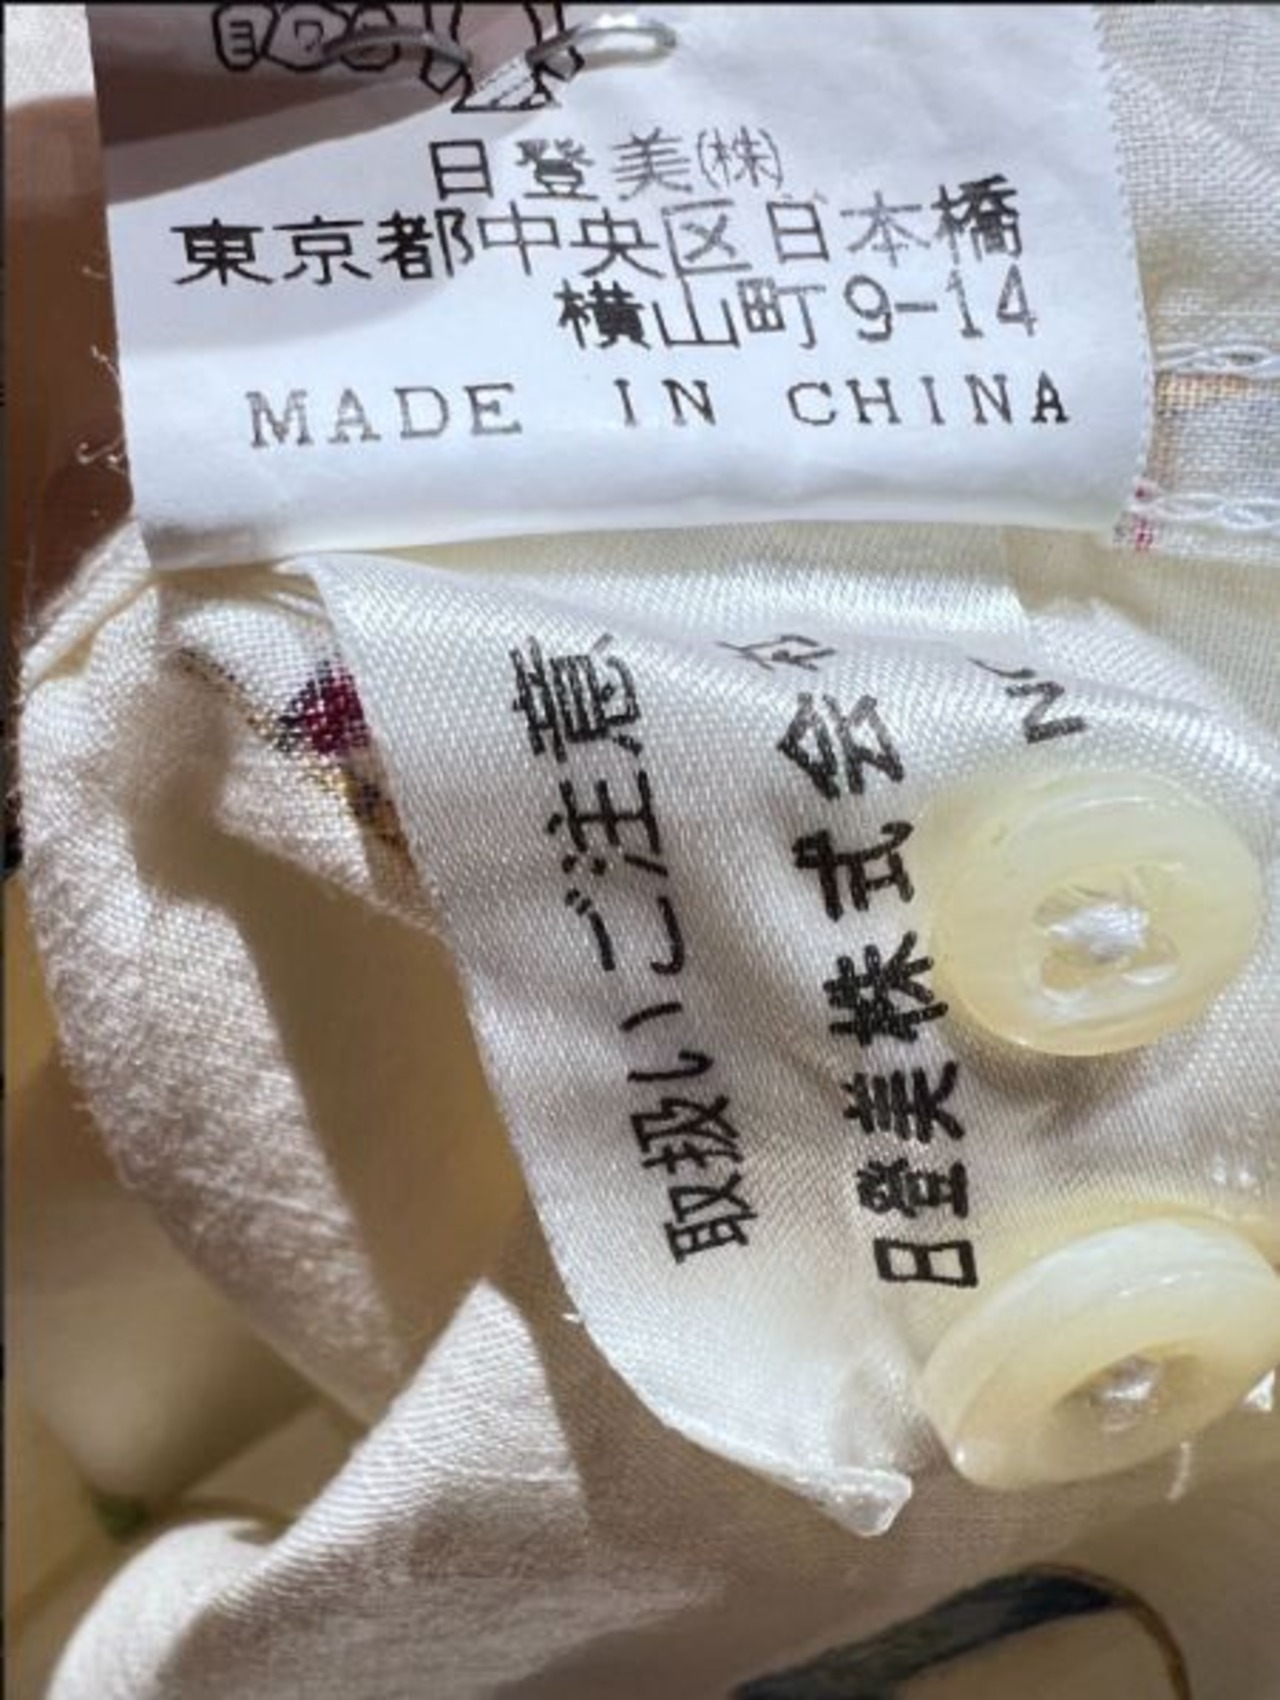 日登美㈱
東京都中央区日本橋
横山町9-14
MADE IN CHINA
取扱いご注意
日登美株式会社